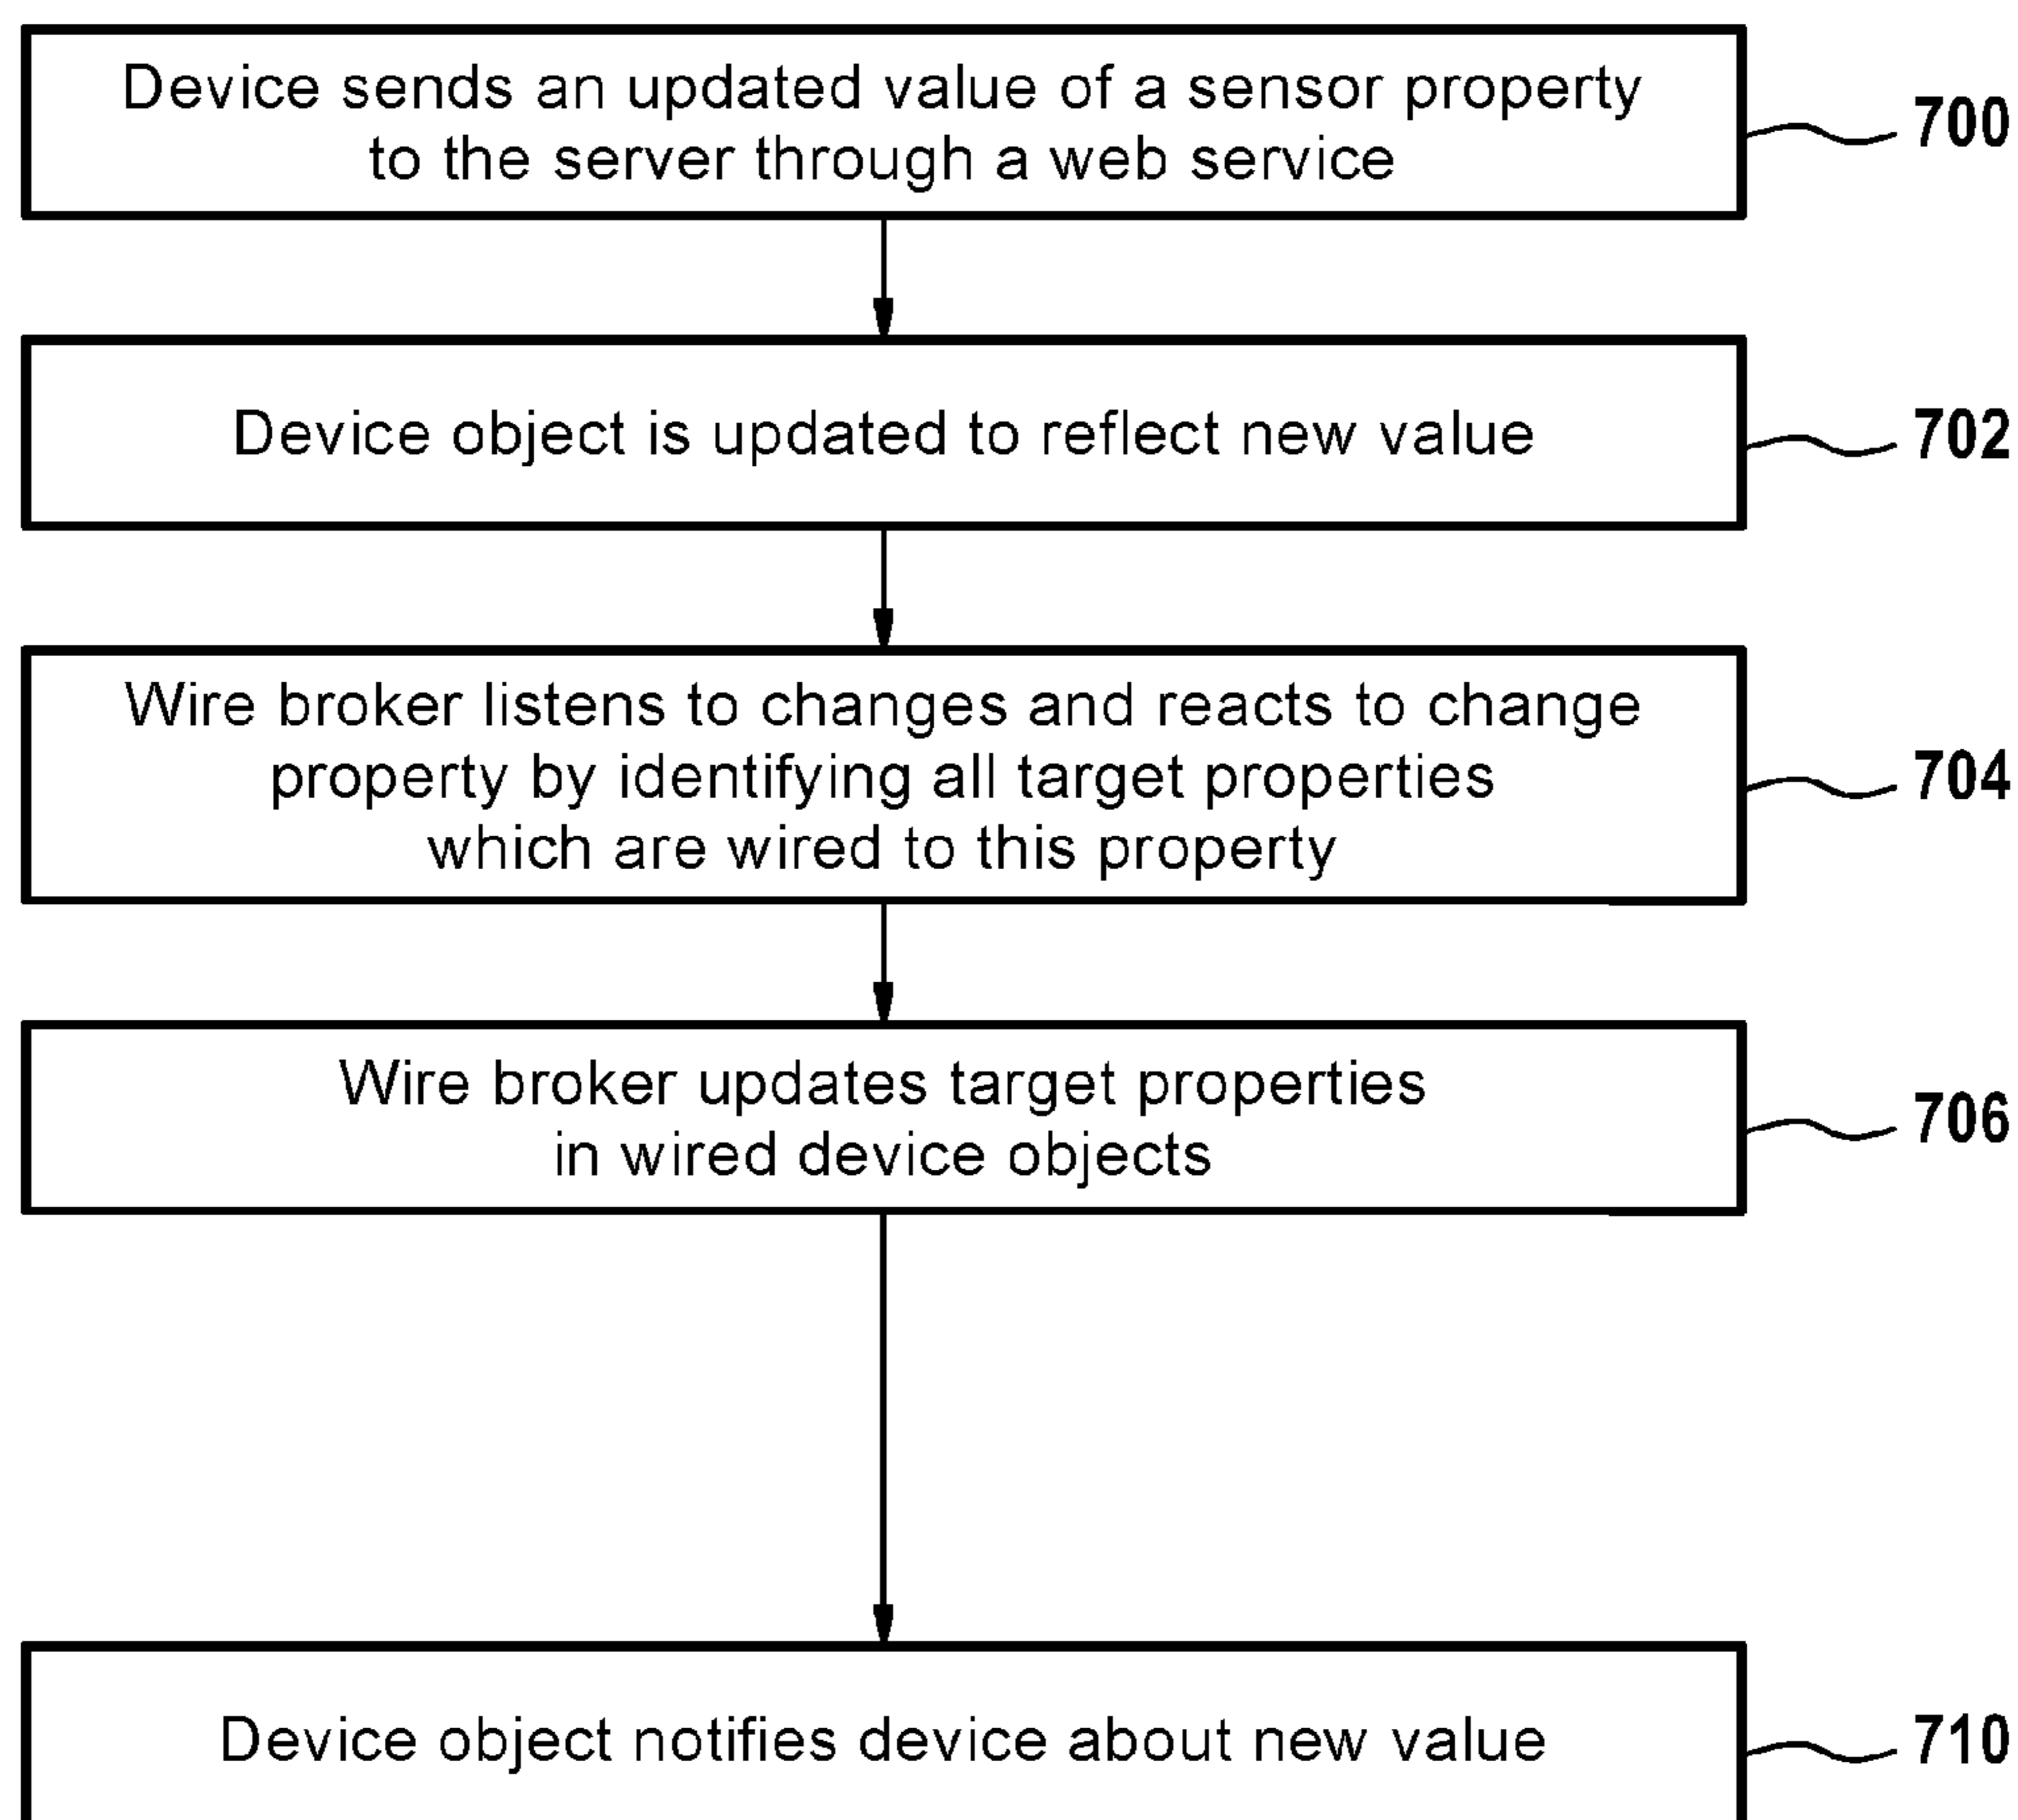 Device sends an updated value of a sensor property
to the server through a web service
700
Device object is updated to reflect new value
702
Wire broker listens to changes and reacts to change
property by identifying all target properties
which are wired to this property
704
Wire broker updates target properties
in wired device objects
706
Device object notifies device about new value
710